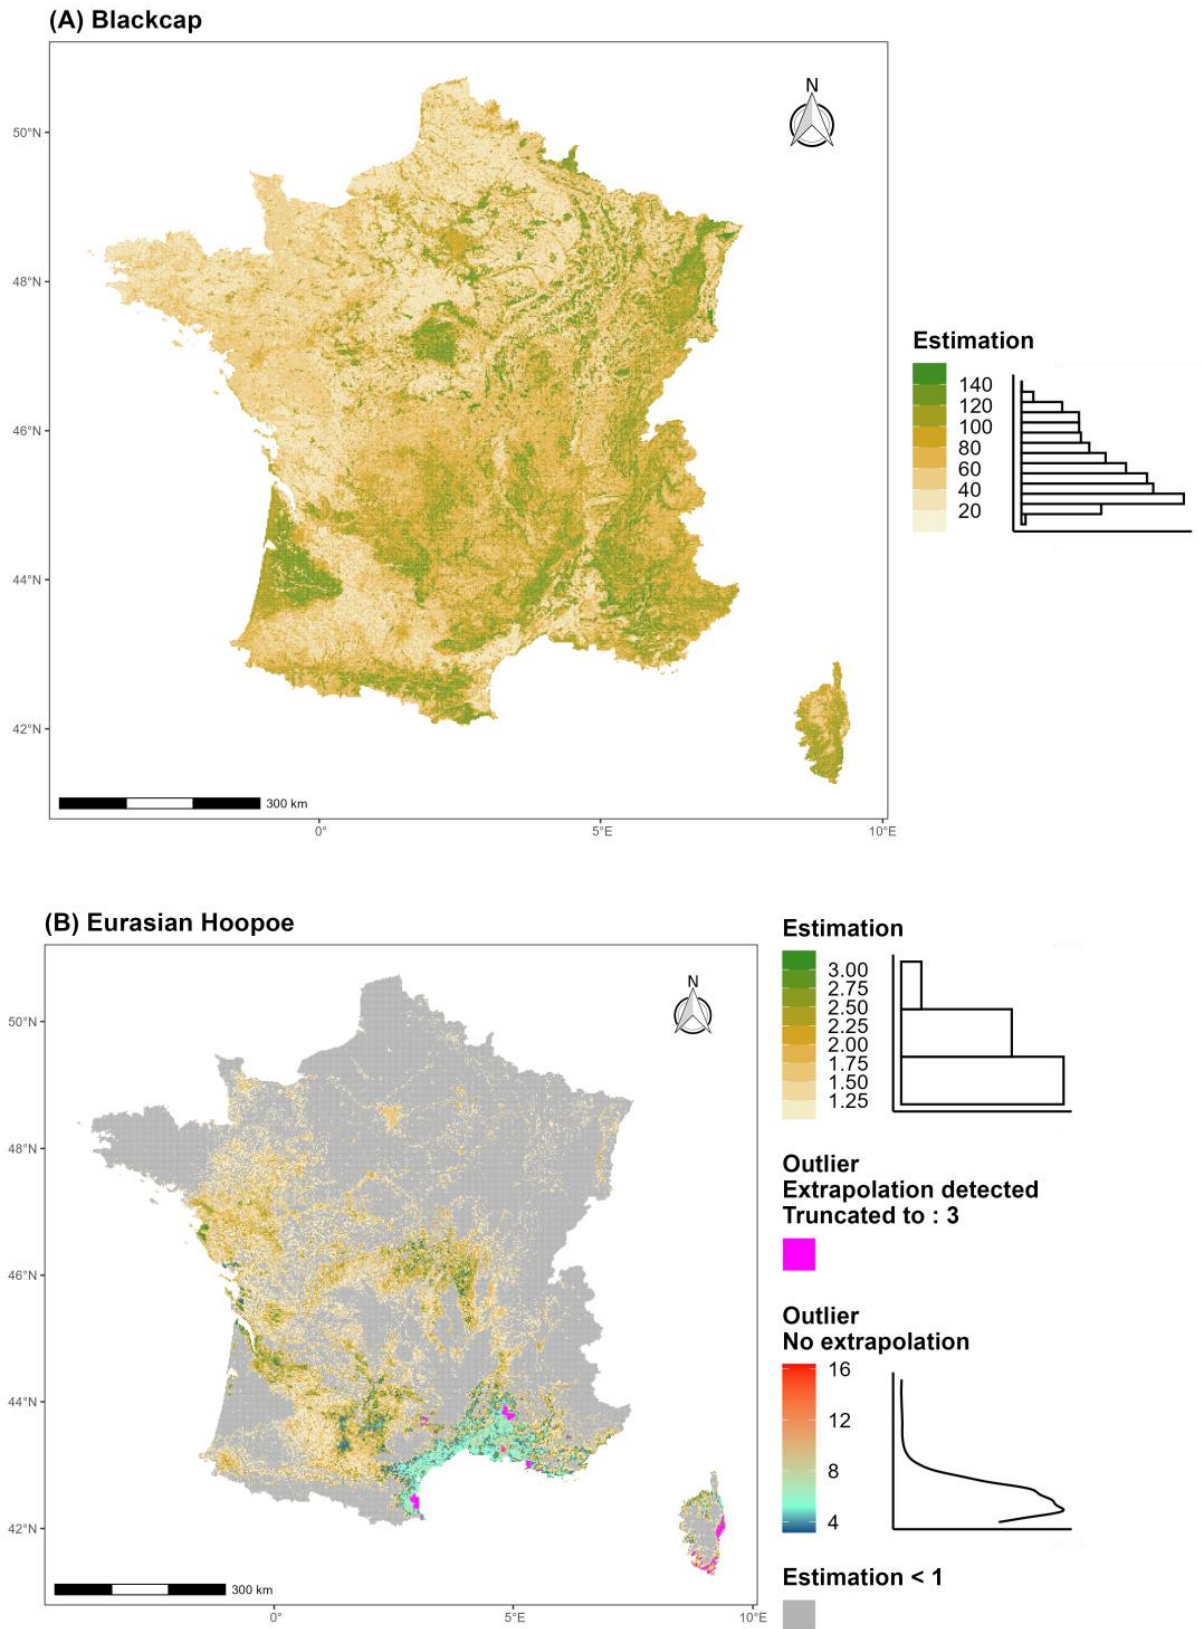 (A) Blackcap
N
50°N
48°N
46°N
44°N
42°N
300 km
0°
5°E
10°E
Estimation
140
120
100
80
60
40
20
(B) Eurasian Hoopoe
N
50°N
48°N
46°N
44°N
42°N
300 km
0°
5°E
10°E
Estimation
3.00
2.75
2.50
2.25
2.00
1.75
1.50
1.25
Outlier
Extrapolation detected
Truncated to : 3
Outlier
No extrapolation
16
12
8
4
Estimation < 1